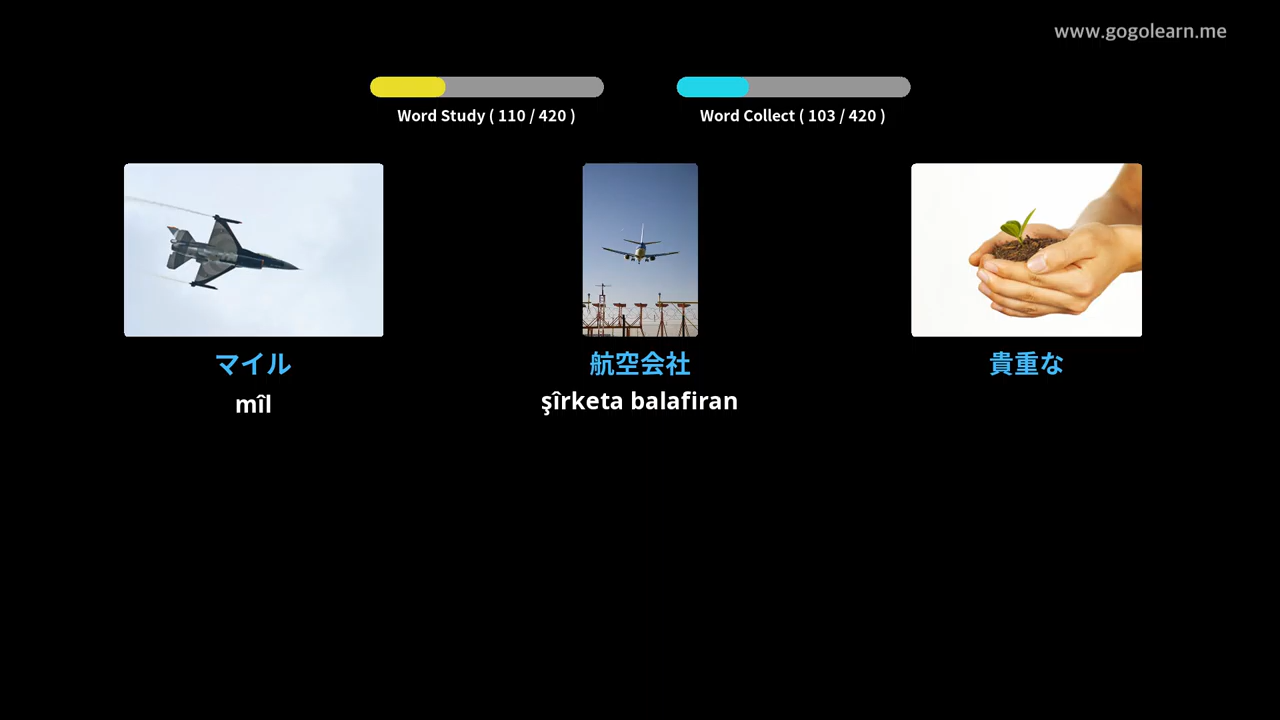 www.gogolearn.me
Word Study ( 110 / 420 )
Word Collect ( 103 / 420 )
マイル
mîl
航空会社
şîrketa balafiran
貴重な